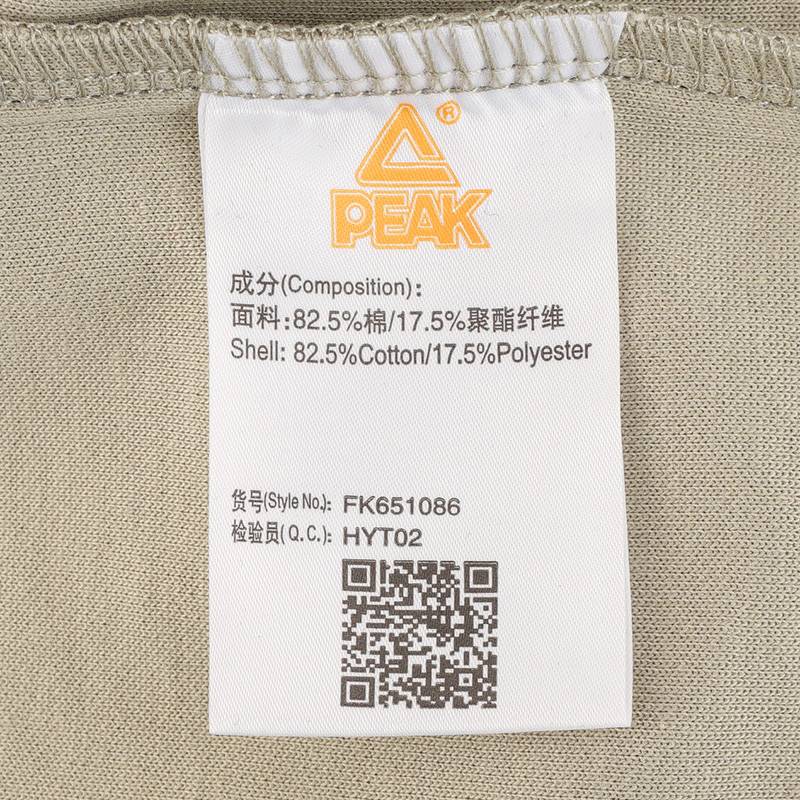 ®
PEAK
成分(Composition):
面料:82.5%棉/17.5%聚酯纤维
Shell: 82.5%Cotton/17.5%Polyester
货号(Style No.): FK651086
检验员(Q.C.): HYT02